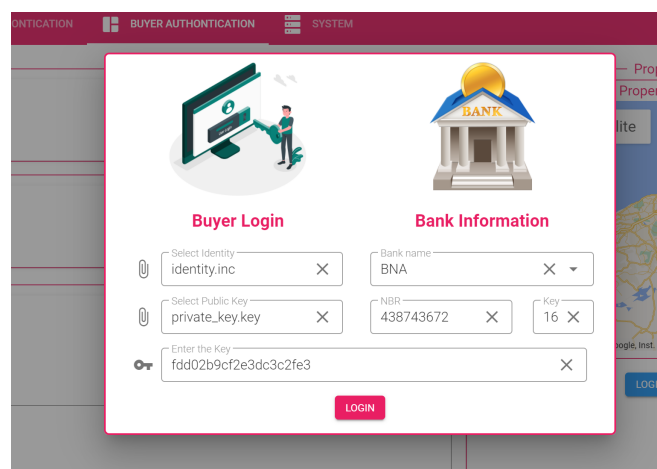 ONTICATION
BUYER AUTHONTICATION
SYSTEM
Prop
Proper
lite
BANK
Buyer Login
Bank Information
Select Identity
identity.inc
Bank name
BNA
Select Public Key
private_key.key
NBR
438743672
Key
16
Enter the Key
fdd02b9cf2e3dc3c2fe3
LOGIN
oogle, Inst.
LOGI